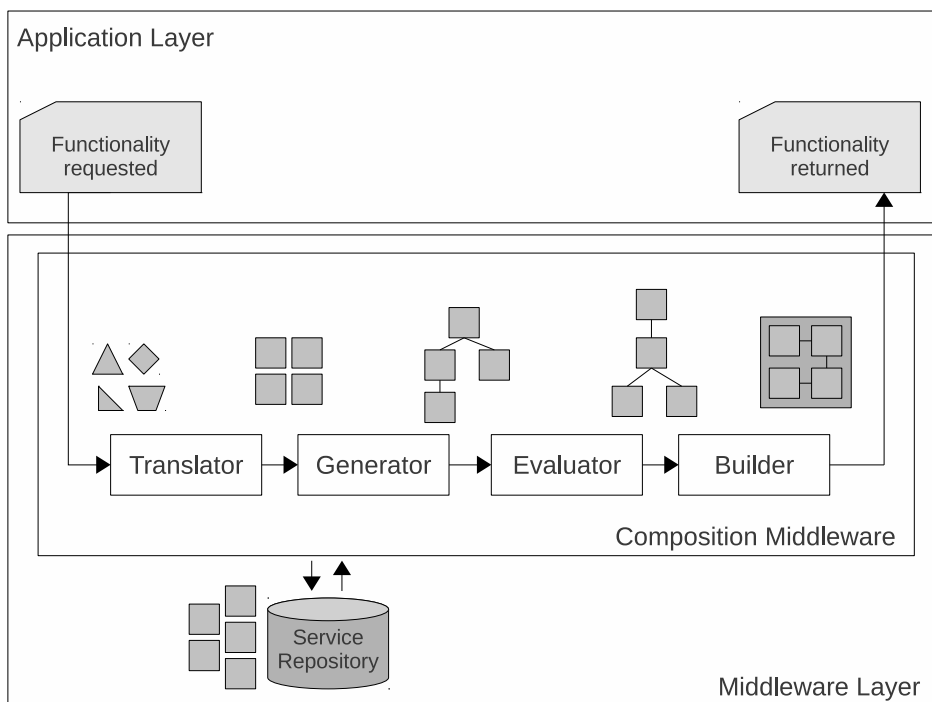 Application Layer
Functionality
requested
Functionality
returned
Translator
Generator
Evaluator
Builder
Composition Middleware
Service
Repository
Middleware Layer